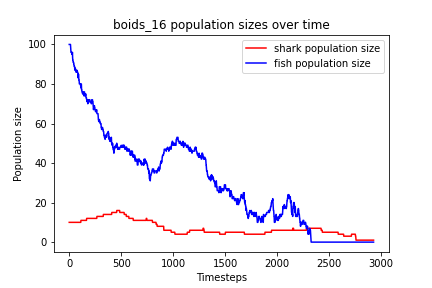 boids_16 population sizes over time
shark population size
fish population size
Population size
100
80
60
40
20
0
0
500
1000
1500
2000
2500
3000
Timesteps